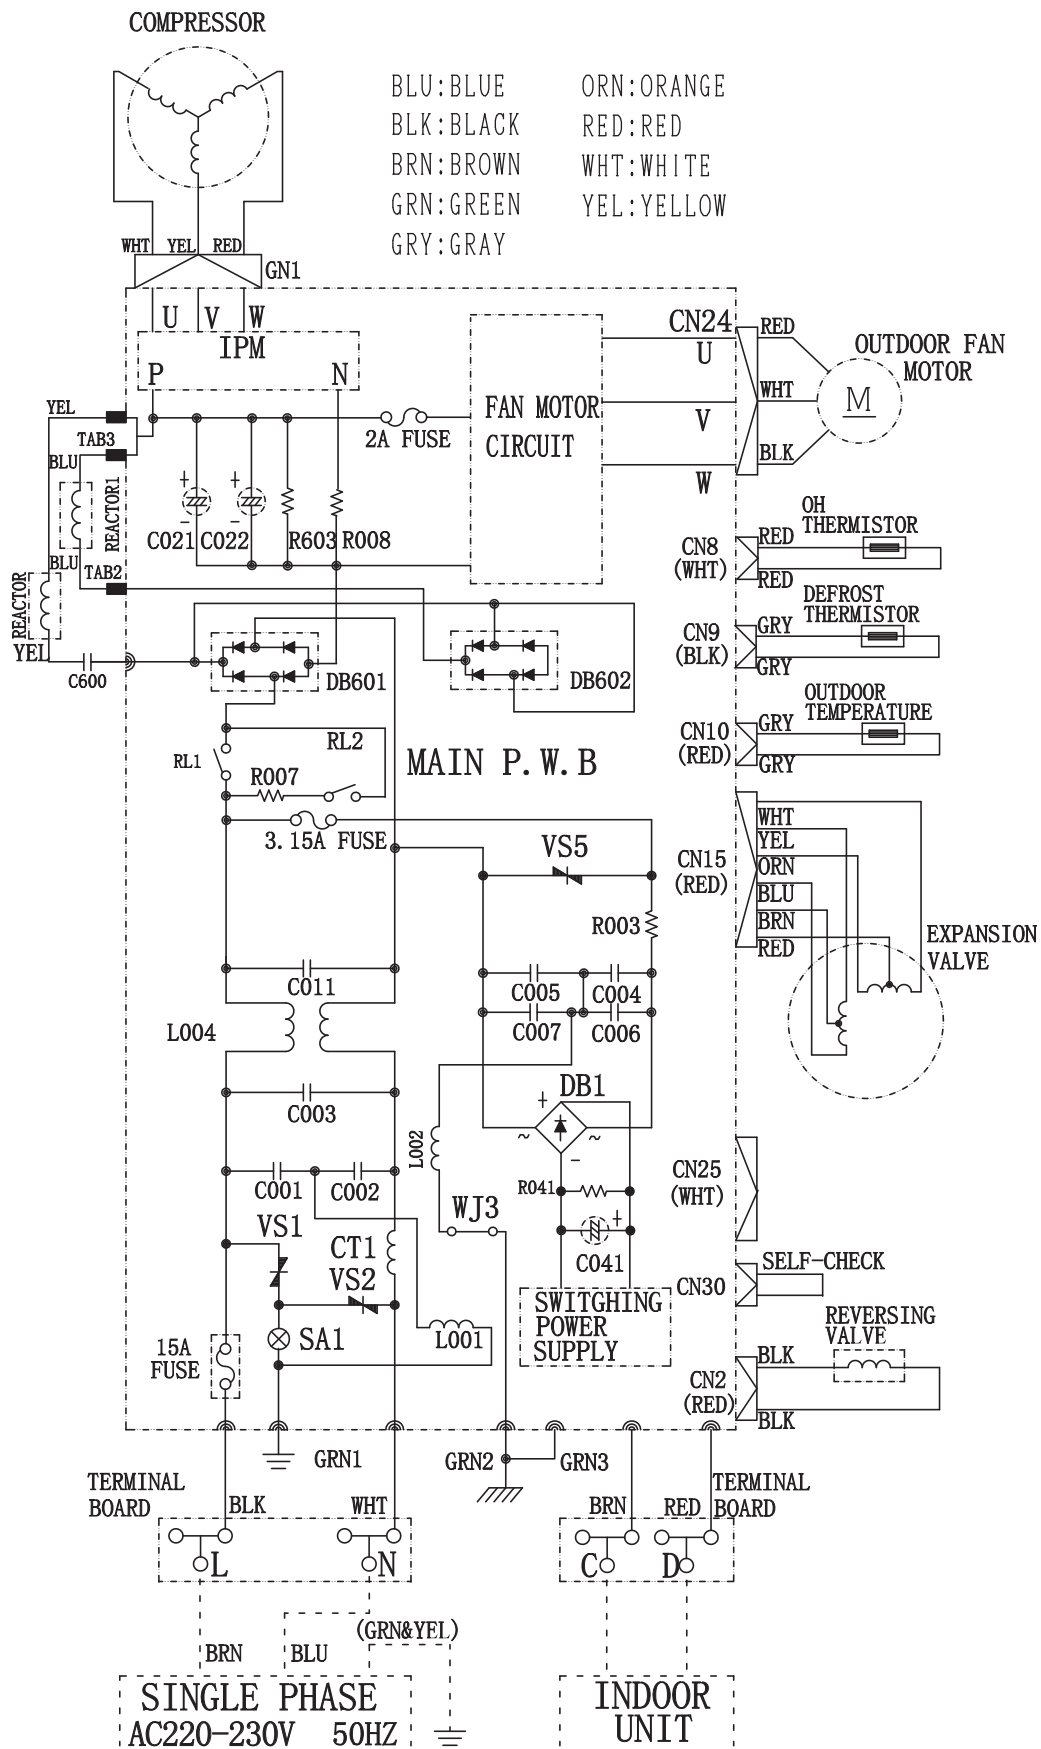 COMPRESSOR
BLU:BLUE ORN:ORANGE
BLK:BLACK RED:RED
BRN:BROWN WHT:WHITE
GRN:GREEN YEL:YELLOW
GRY:GRAY
WHT YEL RED
GN1
U V W
IPM
P N
CN24
U
V
W
RED
WHT
BLK
OUTDOOR FAN
MOTOR
M
FAN MOTOR
CIRCUIT
2A FUSE
YEL
TAB3
BLU
REACTOR1
BLU
TAB2
REACTOR
YEL
C600
C021 C022 R603 R008
+ +
- -
CN8
(WHT)
RED
RED
OH
THERMISTOR
CN9
(BLK)
GRY
GRY
DEFROST
THERMISTOR
CN10
(RED)
GRY
GRY
OUTDOOR
TEMPERATURE
DB601
DB602
RL1
RL2
R007
MAIN P.W.B
3.15A FUSE
VS5
R003
CN15
(RED)
WHT
YEL
ORN
BLU
BRN
RED
EXPANSION
VALVE
C011
L004
C003
C005 C004
C007 C006
DB1
+
~ ~
-
L002
C001 C002
R041
WJ3
+
C041
VS1
CT1
VS2
SA1
L001
15A
FUSE
SWITGHING
POWER
SUPPLY
CN25
(WHT)
CN30
SELF-CHECK
REVERSING
VALVE
CN2
(RED)
BLK
BLK
GRN1
GRN2
GRN3
TERMINAL
BOARD
BLK
WHT
BRN
RED
TERMINAL
BOARD
L
N
C
D
(GRN&YEL)
BRN
BLU
SINGLE PHASE
AC220-230V 50HZ
INDOOR
UNIT